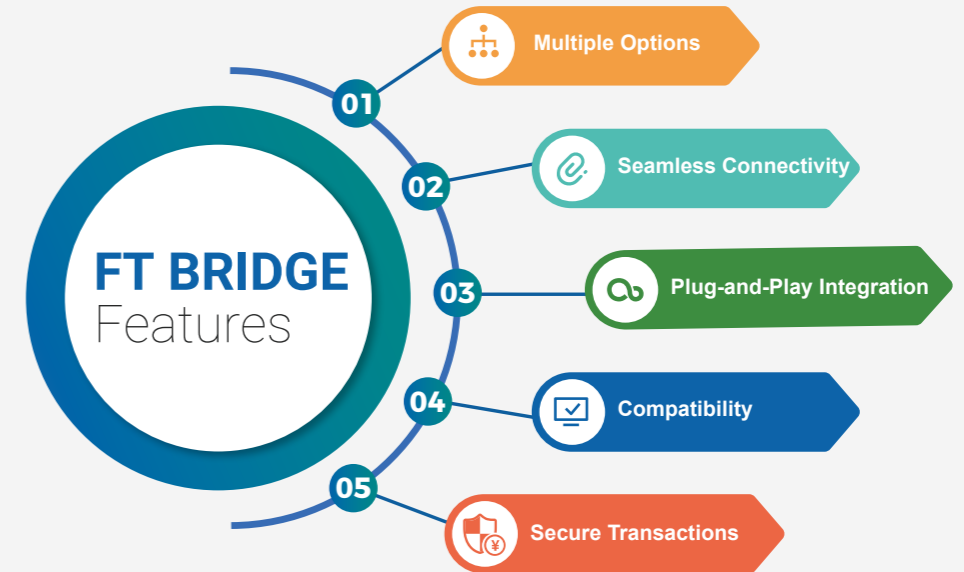 FT BRIDGE
Features
01
Multiple Options
02
Seamless Connectivity
03
Plug-and-Play Integration
04
Compatibility
05
Secure Transactions
¥